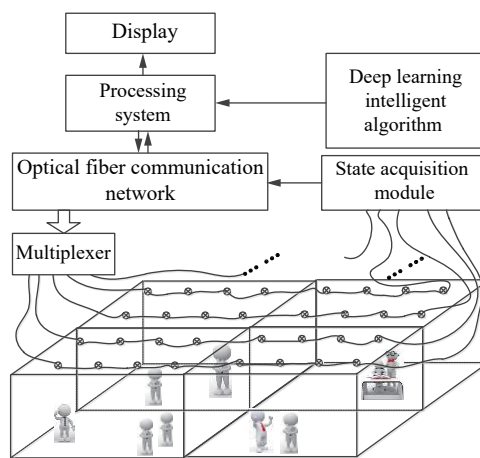 Display
Processing
system
Deep learning
intelligent
algorithm
Optical fiber communication
network
State acquisition
module
Multiplexer